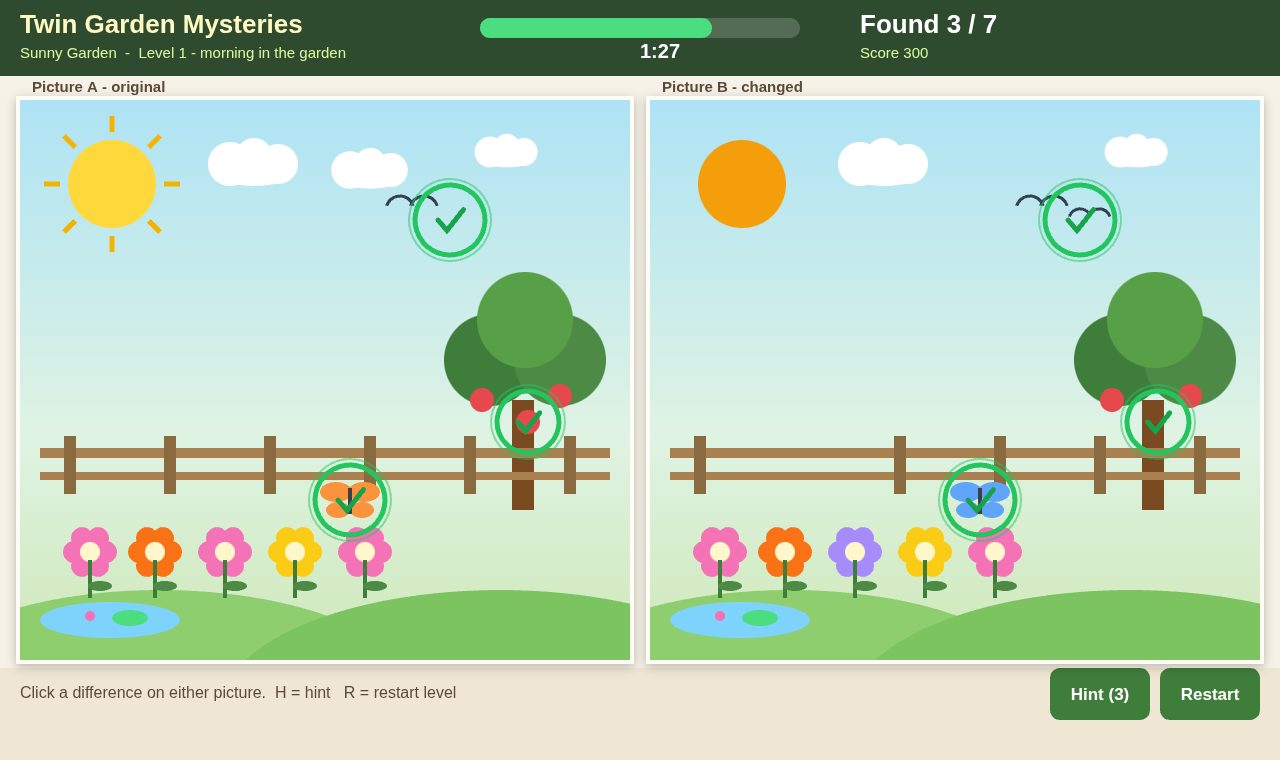 Twin Garden Mysteries
Sunny Garden - Level 1 - morning in the garden
1:27
Found 3 / 7
Score 300
Picture A - original
Picture B - changed
Click a difference on either picture. H = hint R = restart level
Hint (3)
Restart